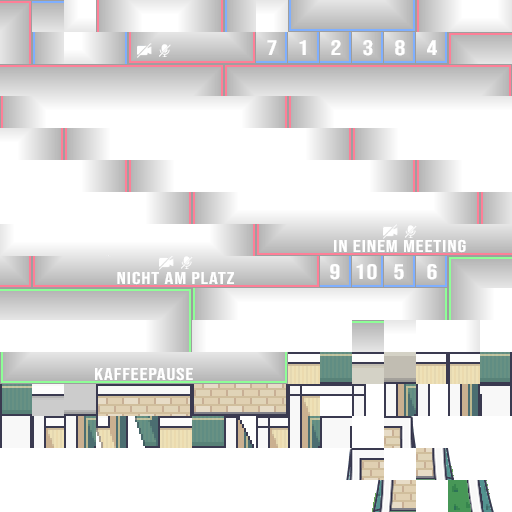 7 1 2 3 8 4
IN EINEM MEETING
NICHT AM PLATZ
9 10 5 6
KAFFEEPAUSE